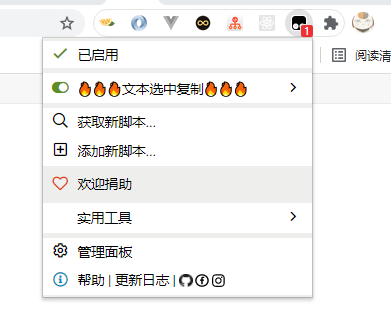 1
已启用
阅读清
🔥🔥🔥文本选中复制🔥🔥🔥
获取新脚本...
添加新脚本...
欢迎捐助
实用工具
管理面板
帮助 | 更新日志 |